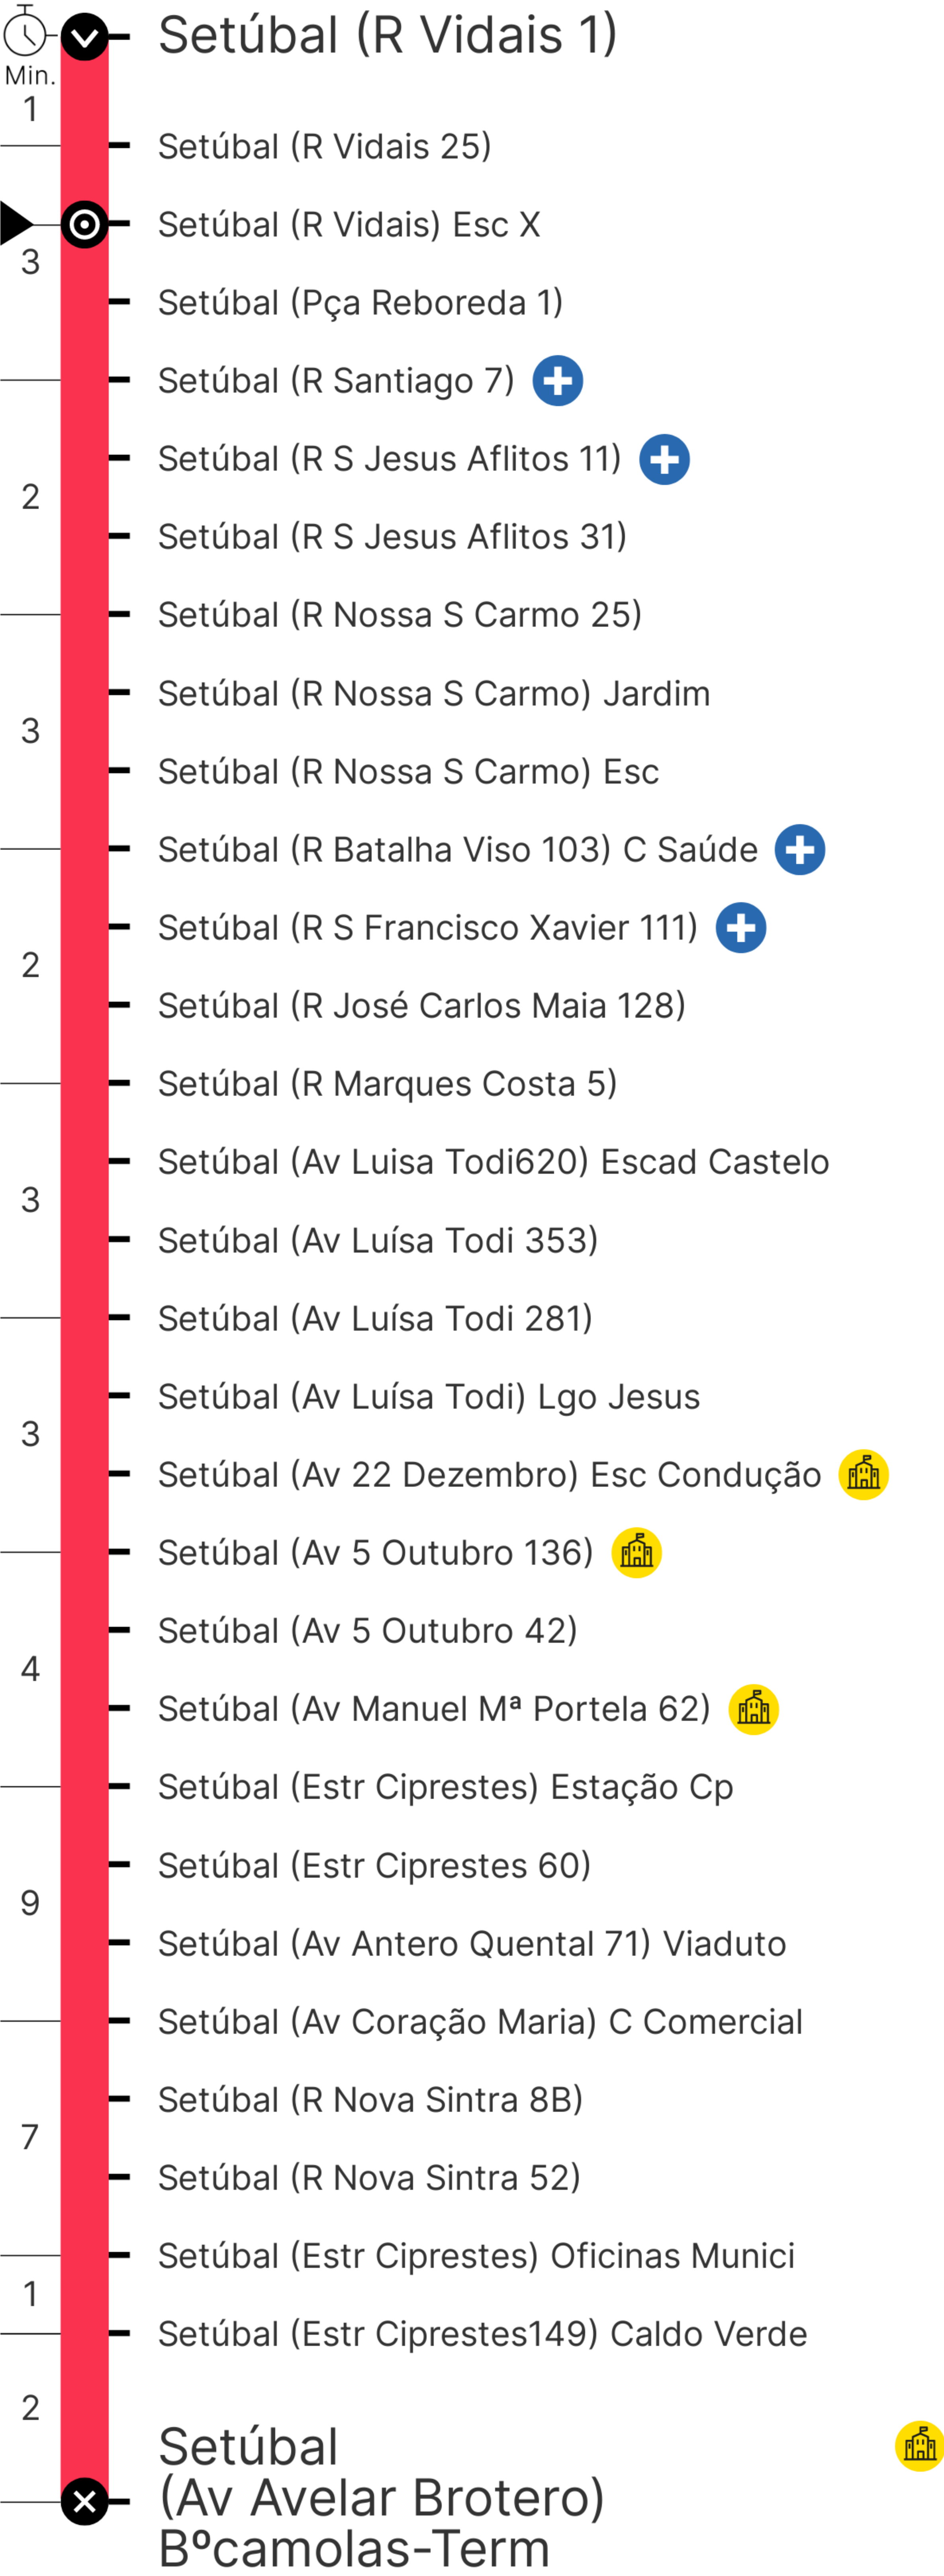 Setúbal (R Vidais 1)
Min.
1
Setúbal (R Vidais 25)
Setúbal (R Vidais) Esc X
3
Setúbal (Pça Reboreda 1)
Setúbal (R Santiago 7)
Setúbal (R S Jesus Aflitos 11)
2
Setúbal (R S Jesus Aflitos 31)
Setúbal (R Nossa S Carmo 25)
Setúbal (R Nossa S Carmo) Jardim
3
Setúbal (R Nossa S Carmo) Esc
Setúbal (R Batalha Viso 103) C Saúde
Setúbal (R S Francisco Xavier 111)
2
Setúbal (R José Carlos Maia 128)
Setúbal (R Marques Costa 5)
Setúbal (Av Luisa Todi620) Escad Castelo
3
Setúbal (Av Luísa Todi 353)
Setúbal (Av Luísa Todi 281)
Setúbal (Av Luísa Todi) Lgo Jesus
3
Setúbal (Av 22 Dezembro) Esc Condução
Setúbal (Av 5 Outubro 136)
Setúbal (Av 5 Outubro 42)
4
Setúbal (Av Manuel Mª Portela 62)
Setúbal (Estr Ciprestes) Estação Cp
Setúbal (Estr Ciprestes 60)
9
Setúbal (Av Antero Quental 71) Viaduto
Setúbal (Av Coração Maria) C Comercial
Setúbal (R Nova Sintra 8B)
7
Setúbal (R Nova Sintra 52)
Setúbal (Estr Ciprestes) Oficinas Munici
1
Setúbal (Estr Ciprestes149) Caldo Verde
2
Setúbal
(Av Avelar Brotero)
Bºcamolas-Term